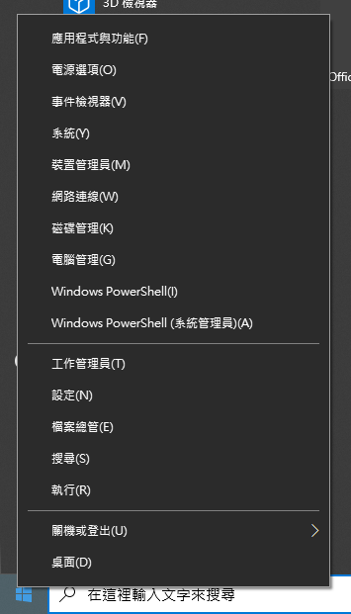 3D 檢視器
應用程式與功能(F)
電源選項(O)
事件檢視器(V)
系統(Y)
裝置管理員(M)
網路連線(W)
磁碟管理(K)
電腦管理(G)
Windows PowerShell(I)
Windows PowerShell (系統管理員)(A)
工作管理員(T)
設定(N)
檔案總管(E)
搜尋(S)
執行(R)
關機或登出(U)
桌面(D)
在這裡輸入文字來搜尋